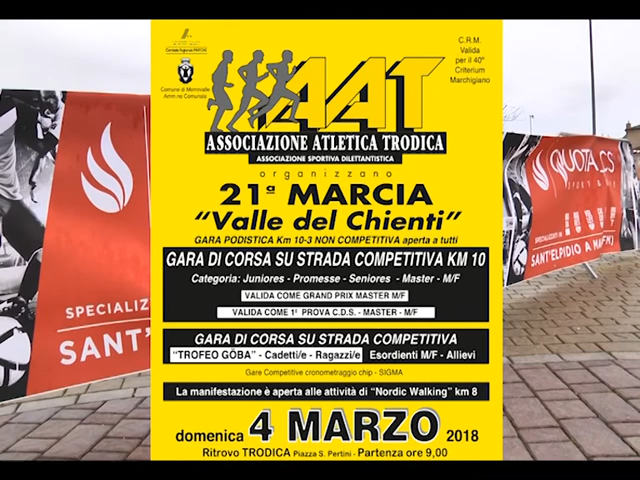 Comune di Morrovalle
C.R.M.
Valida
per il 40°
Criterium
Marchigiano
AAT
ASSOCIAZIONE ATLETICA TRODICA
ASSOCIAZIONE SPORTIVA DILETTANTISTICA
organizzano
21ª MARCIA
“Valle del Chienti”
GARA PODISTICA Km 10-3 NON COMPETITIVA aperta a tutti
GARA DI CORSA SU STRADA COMPETITIVA KM 10
Categoria: Juniores - Promesse - Seniores - Master - M/F
VALIDA COME GRAND PRIX MASTER M/F
VALIDA COME 1ª PROVA C.D.S. - MASTER - M/F
GARA DI CORSA SU STRADA COMPETITIVA
“TROFEO GÖBA” - Cadetti/e - Ragazzi/e Esordienti M/F - Allievi
Gare Competitive cronometraggio chip - SIGMA
La manifestazione è aperta alle attività di “Nordic Walking” km 8
domenica 4 MARZO 2018
Ritrovo TRODICA Piazza S. Pertini - Partenza ore 9,00
SPECIALIZ
SANT'
QUOTA CS
SANT'ELPIDIO A MARE